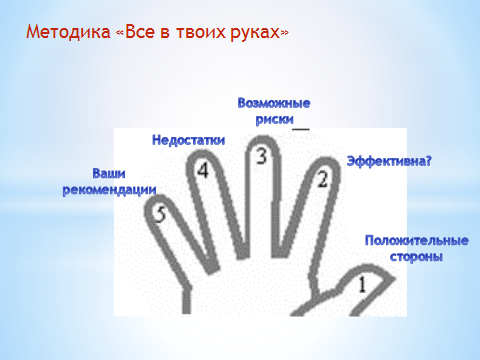 Методика «Все в твоих руках»
Возможные
риски
Недостатки
Эффективна?
Ваши
рекомендации
Положительные
стороны
3
4
2
5
1